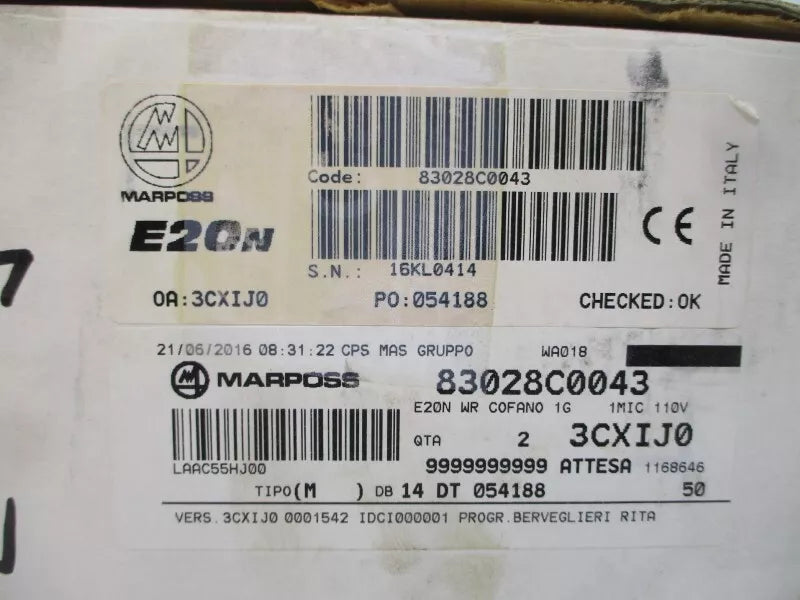 MARPOSS
E20N
Code: 83028C0043
S.N.: 16KL0414
OA:3CXIJ0 PO:054188 CHECKED:OK
CE
MADE IN ITALY
21/06/2016 08:31:22 CPS MAS GRUPPO WA018
MARPOSS 83028C0043
E20N WR COFANO 1G 1MIC 110V
QTA 2 3CXIJ0
LAAC55HJ00
9999999999 ATTESA 1168646
TIPO(M ) DB 14 DT 054188 50
VERS.3CXIJ0 0001542 IDCI000001 PROGR.BERVEGLIERI RITA